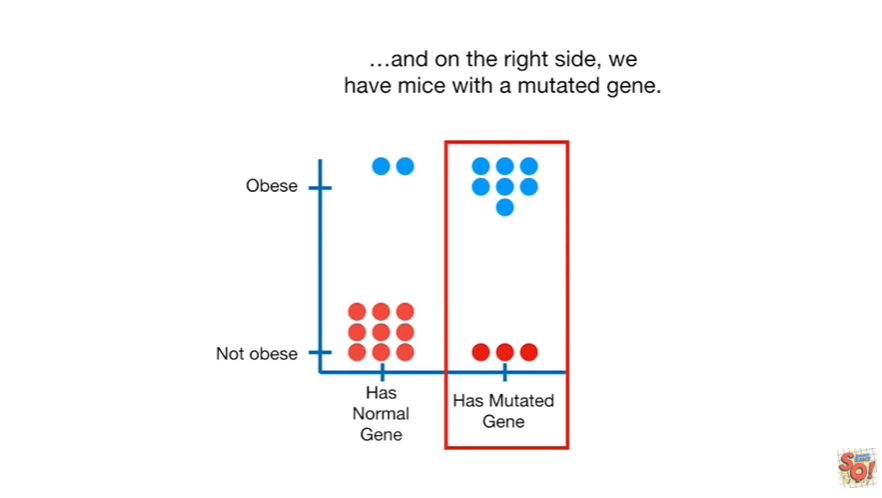 …and on the right side, we
have mice with a mutated gene.
Obese
Not obese
Has
Normal
Gene
Has Mutated
Gene
SQ!